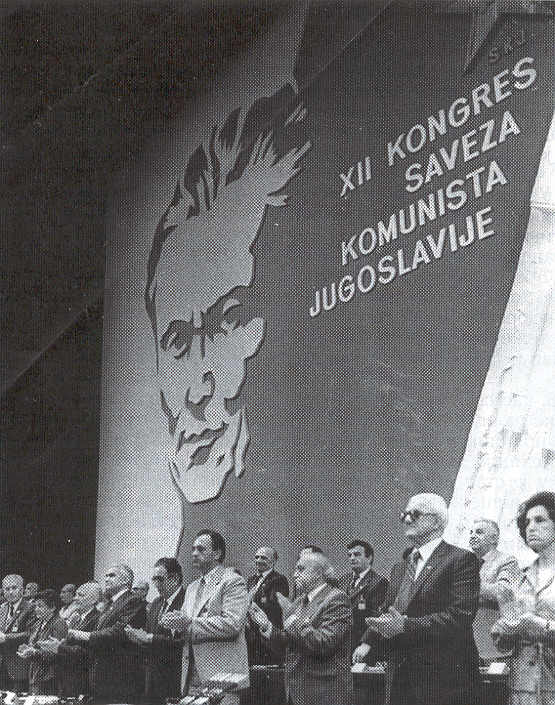 SKJ
XII KONGRES
SAVEZA
KOMUNISTA
JUGOSLAVIJE